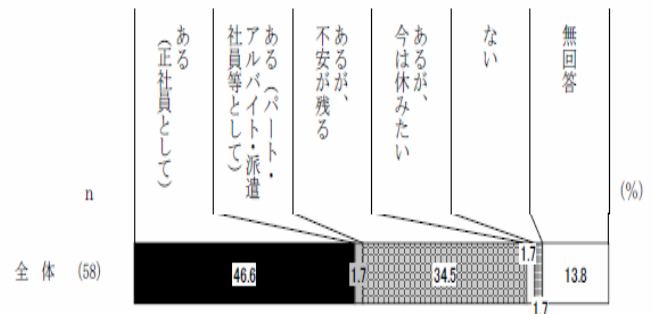 ある
（正社員として）
ある（パート・
アルバイト・派遣
社員等として）
あるが、
不安が残る
あるが、
今は休みたい
ない
無回答
n
(%)
全 体 (58)
46.6
1.7
34.5
1.7
1.7
13.8